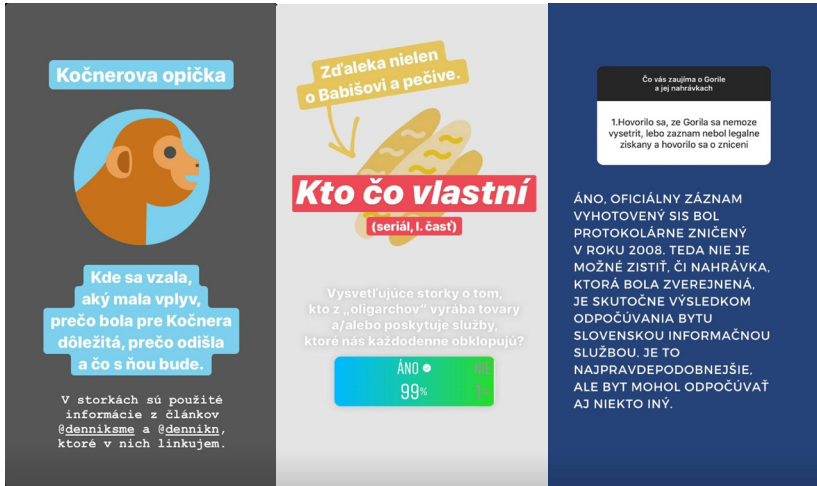 Kočnerova opička
Kde sa vzala,
aký mala vplyv,
prečo bola pre Kočnera
dôležitá, prečo odišla
a čo s ňou bude.
V storkách sú použité
informácie z článkov
@denniksme a @dennikn,
ktoré v nich linkujem.
Zďaleka nielen
o Babišovi a pečive.
Kto čo vlastní
(seriál, I. časť)
Vysvetľujúce storky o tom,
kto z „oligarchov" vyrába tovary
a/alebo poskytuje služby,
ktoré nás každodenne obklopujú?
ÁNO NIE
99% 1%
Čo vás zaujíma o Gorile
a jej nahrávkach
1.Hovorilo sa, ze Gorila sa nemoze
vysetrit, lebo zaznam nebol legalne
ziskany a hovorilo sa o zniceni
ÁNO, OFICIÁLNY ZÁZNAM
VYHOTOVENÝ SIS BOL
PROTOKOLÁRNE ZNIČENÝ
V ROKU 2008. TEDA NIE JE
MOŽNÉ ZISTIŤ, ČI NAHRÁVKA,
KTORÁ BOLA ZVEREJNENÁ,
JE SKUTOČNE VÝSLEDKOM
ODPOČÚVANIA BYTU
SLOVENSKOU INFORMAČNOU
SLUŽBOU. JE TO
NAJPRAVDEPODOBNEJŠIE,
ALE BYT MOHOL ODPOČÚVAŤ
AJ NIEKTO INÝ.